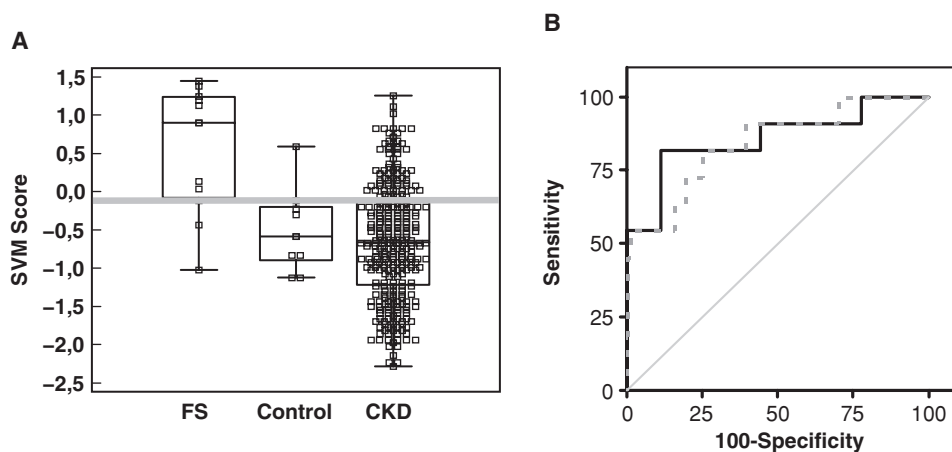 A
SVM Score
1,5
1,0
0,5
0,0
–0,5
–1,0
–1,5
–2,0
–2,5
FS Control CKD
B
Sensitivity
100
75
50
25
0
0 25 50 75 100
100-Specificity